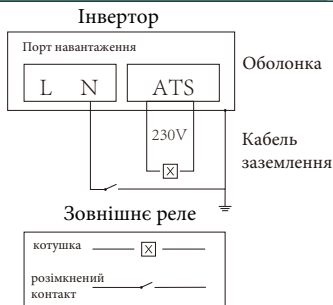 Інвертор
Порт навантаження
L N ATS
Оболонка
230V
Кабель
заземлення
Зовнішнє реле
котушка
розімкнений
контакт